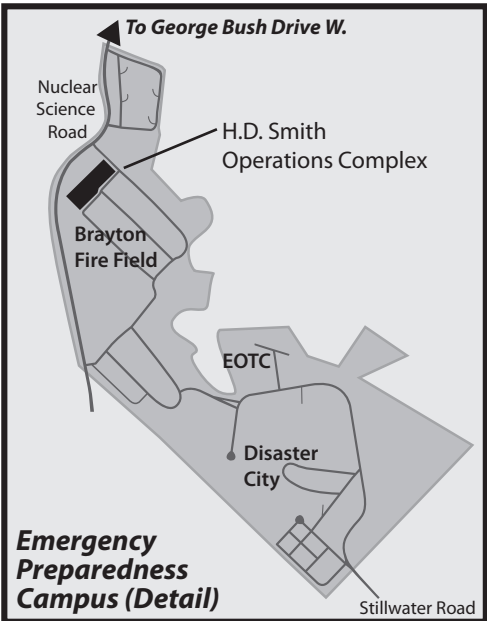 To George Bush Drive W.
Nuclear
Science
Road
H.D. Smith
Operations Complex
Brayton
Fire Field
EOTC
Disaster
City
Emergency
Preparedness
Campus (Detail)
Stillwater Road